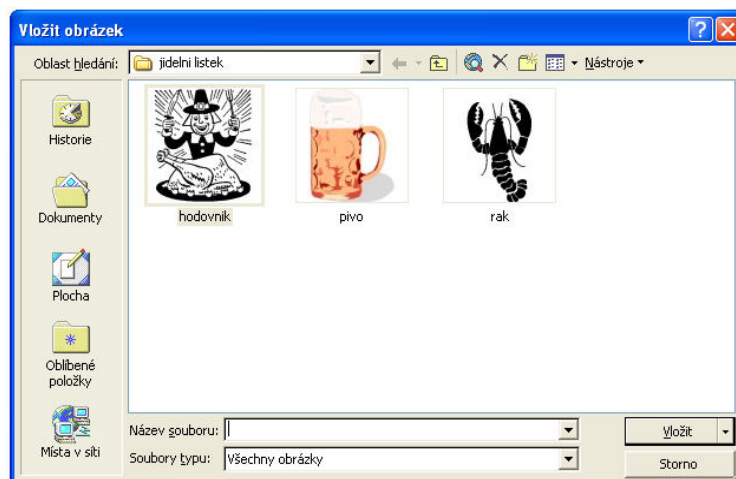 Vložit obrázek
Oblast hledání: jidelni listek Nástroje
Historie
Dokumenty
Plocha
Oblíbené
položky
Místa v síti
hodovnik pivo rak
Název souboru:
Vložit
Soubory typu: Všechny obrázky
Storno